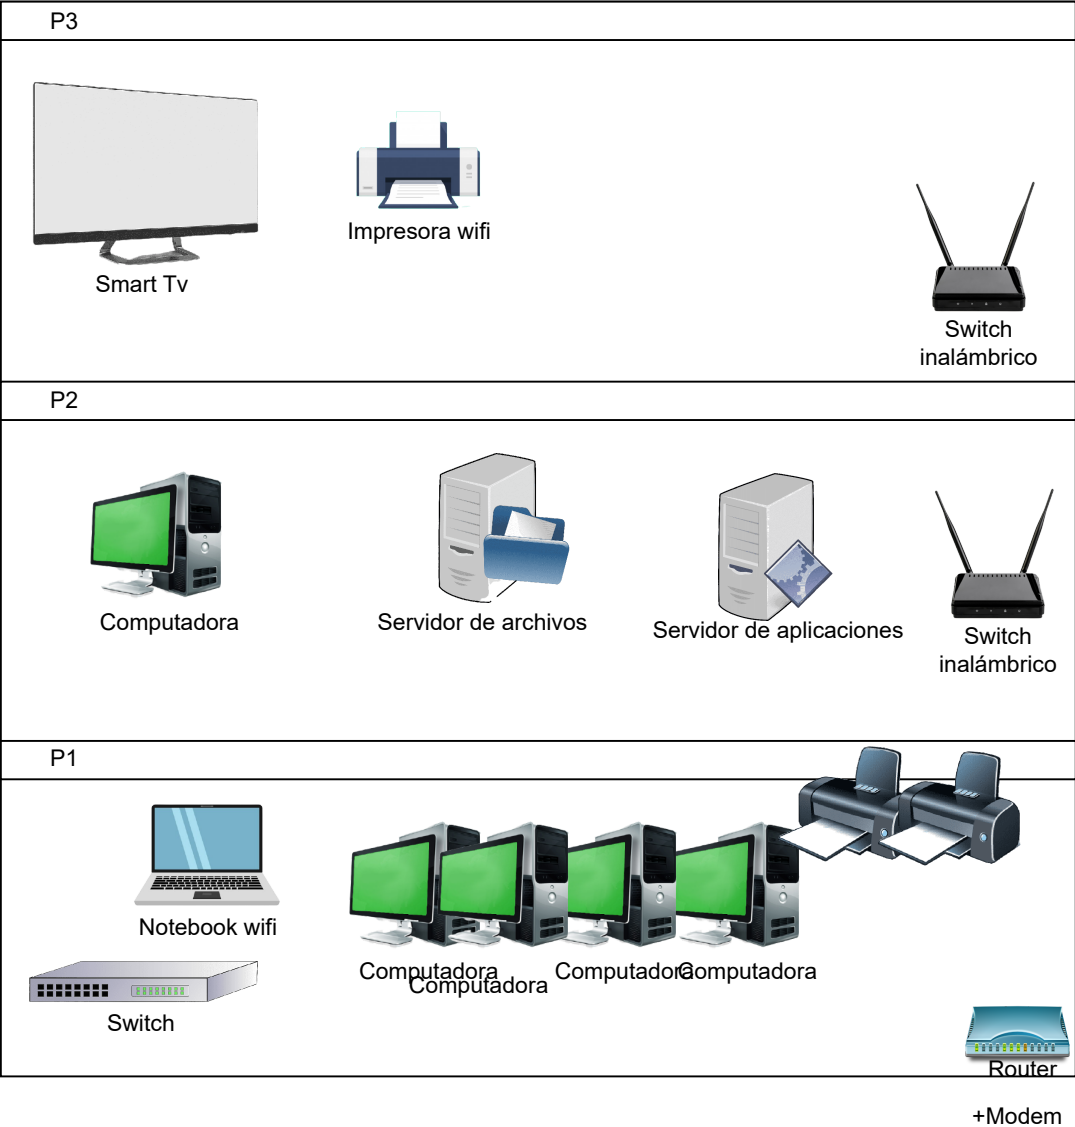 P3
Smart Tv
Impresora wifi
Switch
inalámbrico
P2
Computadora
Servidor de archivos
Servidor de aplicaciones
Switch
inalámbrico
P1
Notebook wifi
Switch
Computadora
Computadora
Computadora
Computadora
Router
+Modem